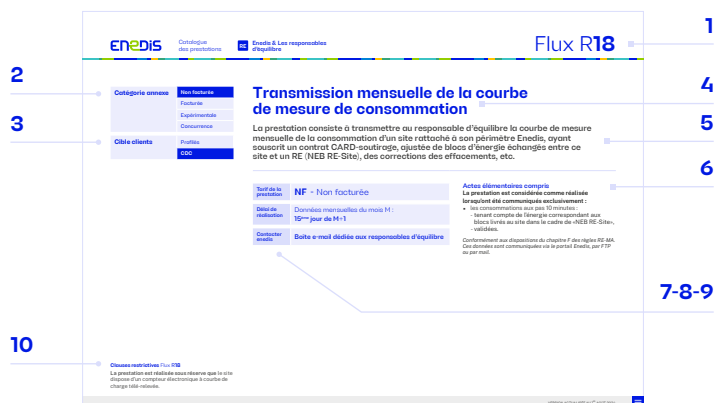 1
ENEDIS
Catalogue
des prestations
RE
Enedis & Les responsables
d'équilibre
Flux R18
2
Catégorie annexe
Non facturée
Facturée
Expérimentale
Concurrence
3
Cible clients
Profilés
CDC
4
Transmission mensuelle de la courbe
de mesure de consommation
5
La prestation consiste à transmettre au responsable d'équilibre la courbe de mesure
mensuelle de la consommation d'un site rattaché à son périmètre Enedis, ayant
souscrit un contrat CARD-soutirage, ajustée de blocs d'énergie échangés entre ce
site et un RE (NEB RE-Site), des corrections des effacements, etc.
6
Tarif de la
prestation
NF - Non facturée
Délai de
réalisation
Données mensuelles du mois M :
15ème jour de M+1
Contacter
enedis
Boite e-mail dédiée aux responsables d'équilibre
Actes élémentaires compris
La prestation est considérée comme réalisée
lorsqu'ont été communiqués exclusivement :
• les consommations aux pas 10 minutes :
- tenant compte de l'énergie correspondant aux
blocs livrés au site dans le cadre de «NEB RE-Site»,
- validées.
Conformément aux dispositions du chapitre F des règles RE-MA.
Ces données sont communiquées via le portail Enedis, par FTP
ou par mail.
7-8-9
10
Clauses restrictives Flux R18
La prestation est réalisée sous réserve que le site
dispose d'un compteur électronique à courbe de
charge télé-relevée.